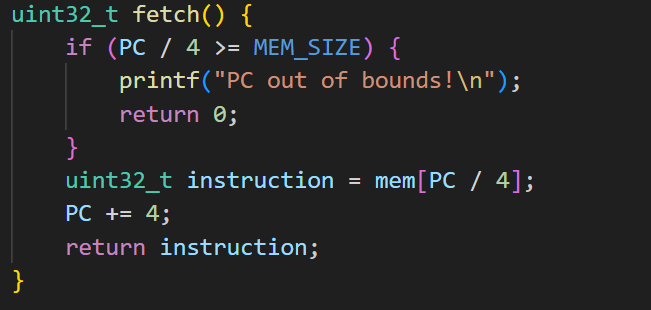 uint32_t fetch() {
    if (PC / 4 >= MEM_SIZE) {
        printf("PC out of bounds!\n");
        return 0;
    }
    uint32_t instruction = mem[PC / 4];
    PC += 4;
    return instruction;
}